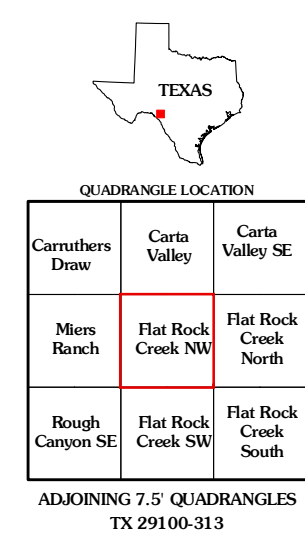 TEXAS
QUADRANGLE LOCATION
Carruthers
Draw
Carta
Valley
Carta
Valley SE
Miers
Ranch
Flat Rock
Creek NW
Flat Rock
Creek
North
Rough
Canyon SE
Flat Rock
Creek SW
Flat Rock
Creek
South
ADJOINING 7.5' QUADRANGLES
TX 29100-313